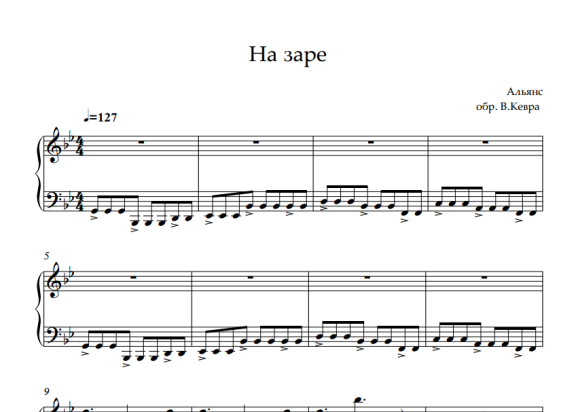 На заре
Альянс
обр. В.Кевра
♩=127
5
9